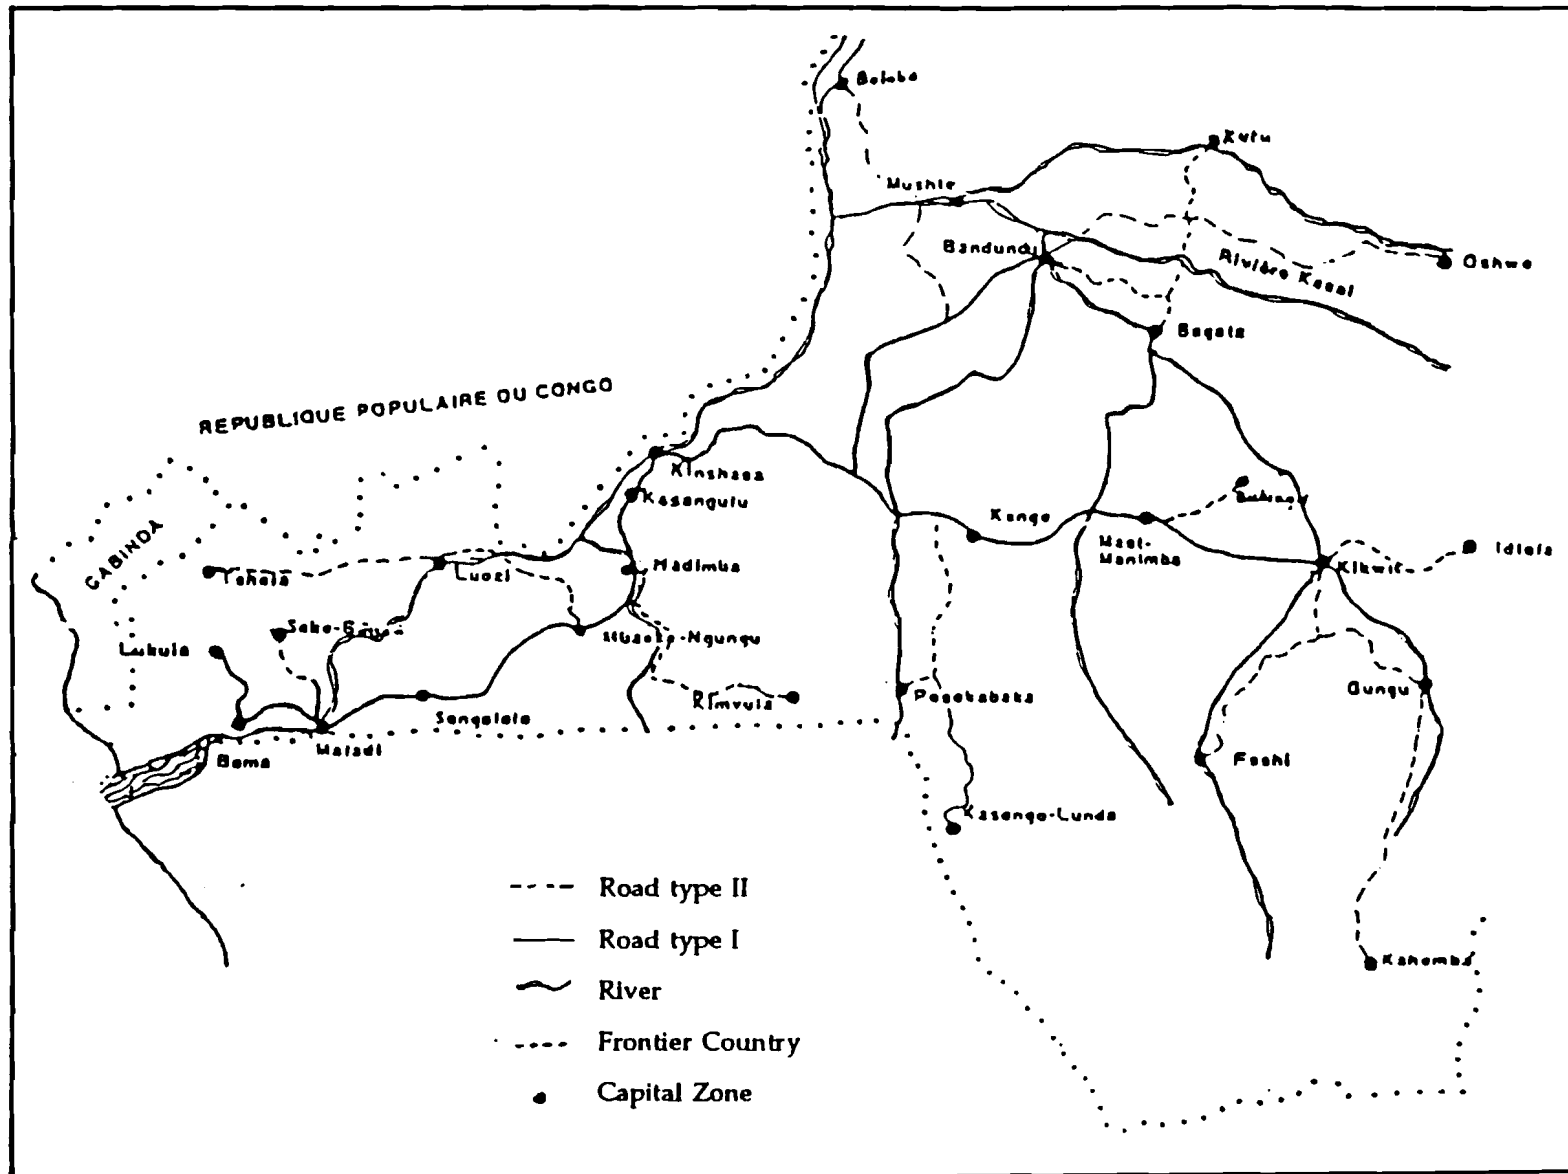 Bolobo
Kutu
Mushie
Bandundu
Oshwe
Rivière Kasai
Bagata
REPUBLIQUE POPULAIRE DU CONGO
Kinshasa
Kasangulu
Kenge
Masi-
Manimba
Kikwit
Idiofa
GABINDA
Tshela
Luozi
Madimba
Lukula
Mbanza-Ngungu
Kimvula
Popokabaka
Gungu
Songololo
Boma
Matadi
Feshi
Kasongo-Lunda
Kahemba
Road type II
Road type I
River
Frontier Country
Capital Zone